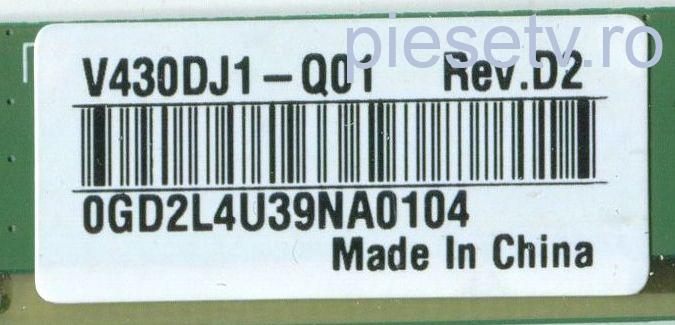 piesetv.ro
V430DJ1-Q01 Rev.D2
0GD2L4U39NA0104
Made In China